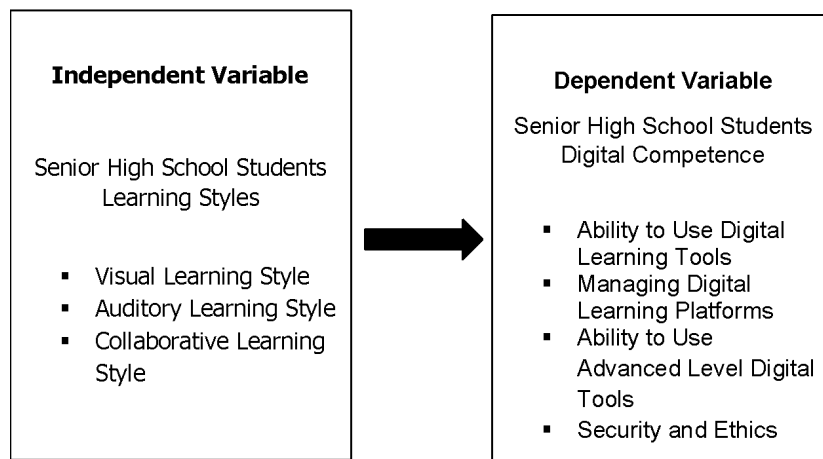 Independent Variable
Senior High School Students
Learning Styles
▪ Visual Learning Style
▪ Auditory Learning Style
▪ Collaborative Learning
Style
Dependent Variable
Senior High School Students
Digital Competence
▪ Ability to Use Digital
Learning Tools
▪ Managing Digital
Learning Platforms
▪ Ability to Use
Advanced Level Digital
Tools
▪ Security and Ethics